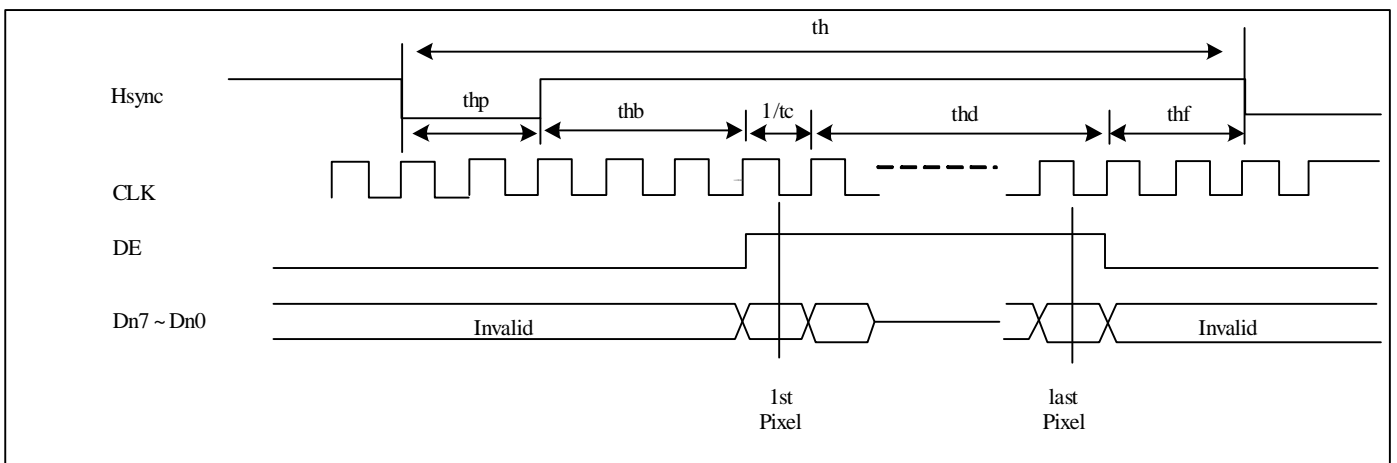 th
Hsync
thp
thb
1/tc
thd
thf
CLK
DE
Dn7 ~ Dn0
Invalid
Invalid
1st
Pixel
last
Pixel